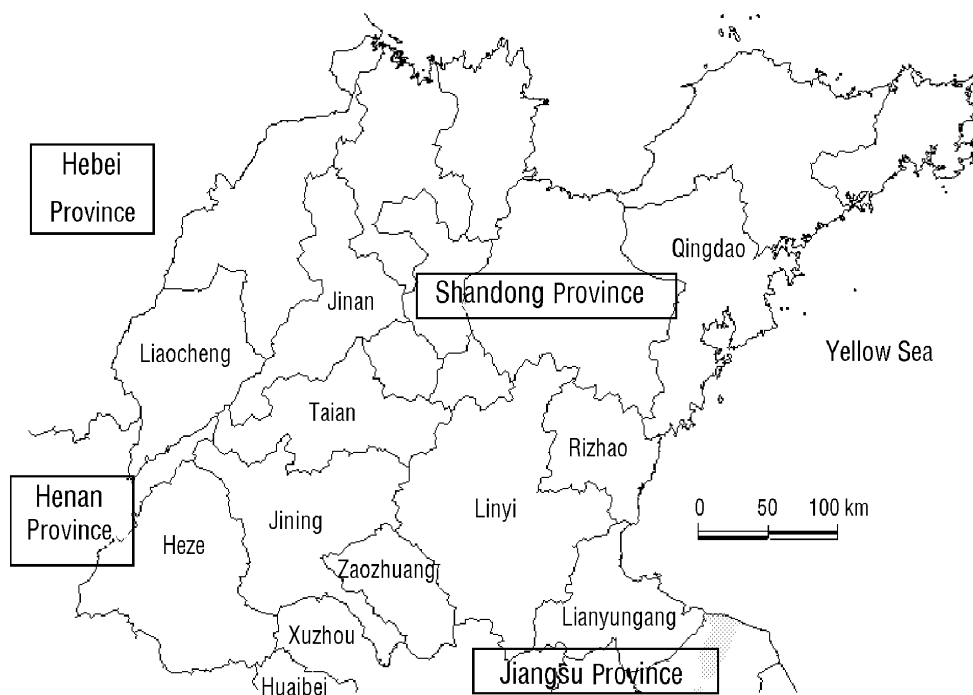 Hebei
Province
Qingdao
Shandong Province
Jinan
Liaocheng
Yellow Sea
Taian
Rizhao
Henan
Province
Linyi
0 50 100 km
Jining
Heze
Zaozhuang
Lianyungang
Xuzhou
Jiangsu Province
Huaibei